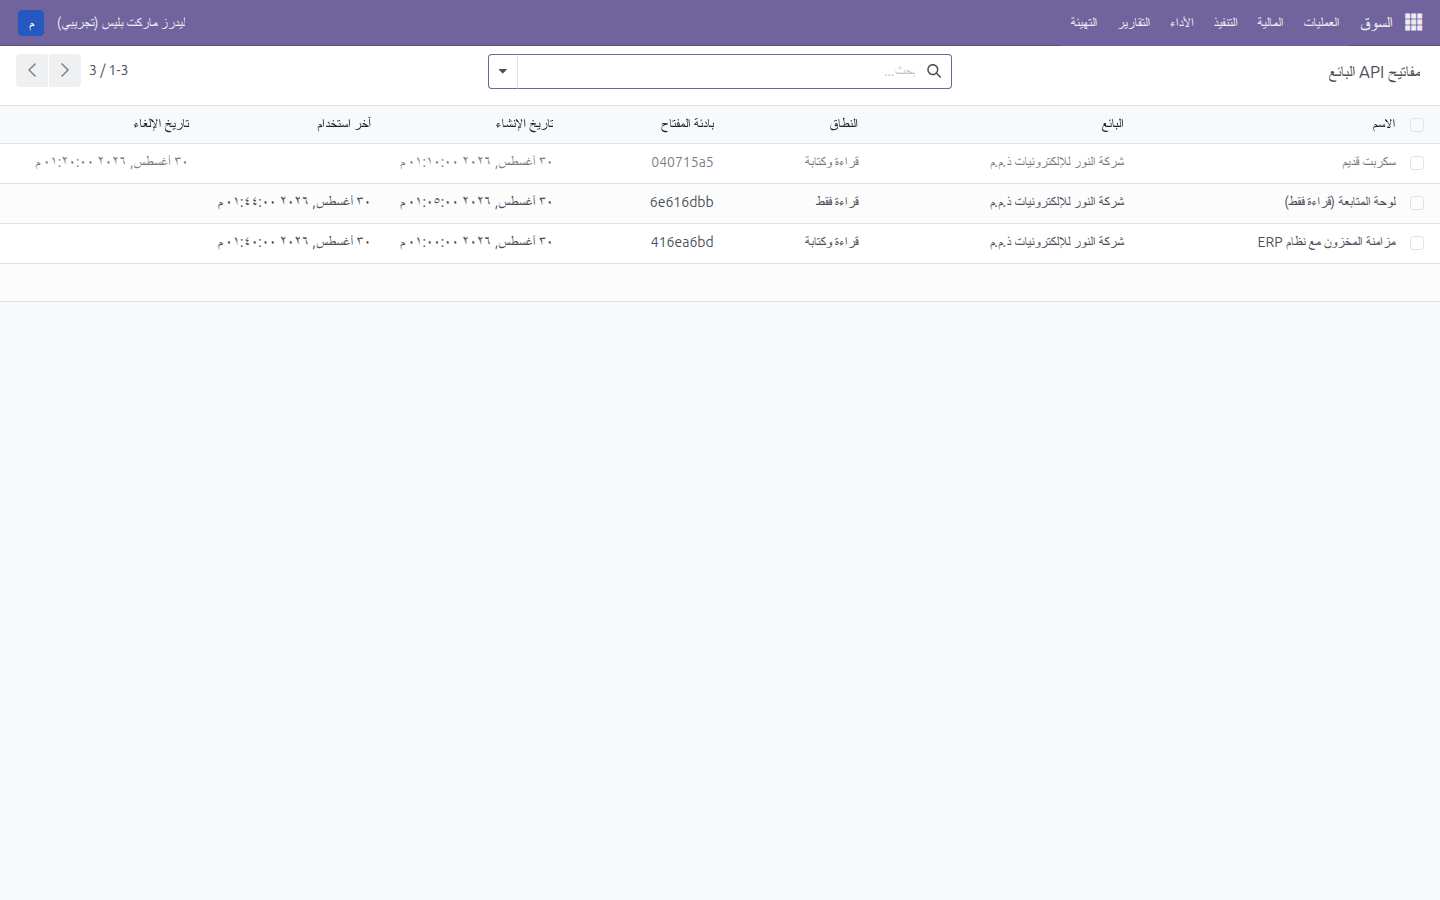 السوق العمليات المالية التنفيذ الأداء التقارير التهيئة ليدرز ماركت بليس (تجريبي) م
مفاتيح API البائع بحث... 1-3 / 3
الاسم البائع النطاق بادئة المفتاح تاريخ الإنشاء آخر استخدام تاريخ الإلغاء
سكريت قديم شركة النور للإلكترونيات ذ.م.م قراءة وكتابة 040715a5 ٣٠ أغسطس, ٢٠٢٦ ٠١:١٠:٠٠ م ٣٠ أغسطس, ٢٠٢٦ ٠١:٢٠:٠٠ م
لوحة المتابعة (قراءة فقط) شركة النور للإلكترونيات ذ.م.م قراءة فقط 6e616dbb ٣٠ أغسطس, ٢٠٢٦ ٠١:٠٥:٠٠ م ٣٠ أغسطس, ٢٠٢٦ ٠١:٤٤:٠٠ م
مزامنة المخزون مع نظام ERP شركة النور للإلكترونيات ذ.م.م قراءة وكتابة 416ea6bd ٣٠ أغسطس, ٢٠٢٦ ٠١:٠٠:٠٠ م ٣٠ أغسطس, ٢٠٢٦ ٠١:٤٠:٠٠ م